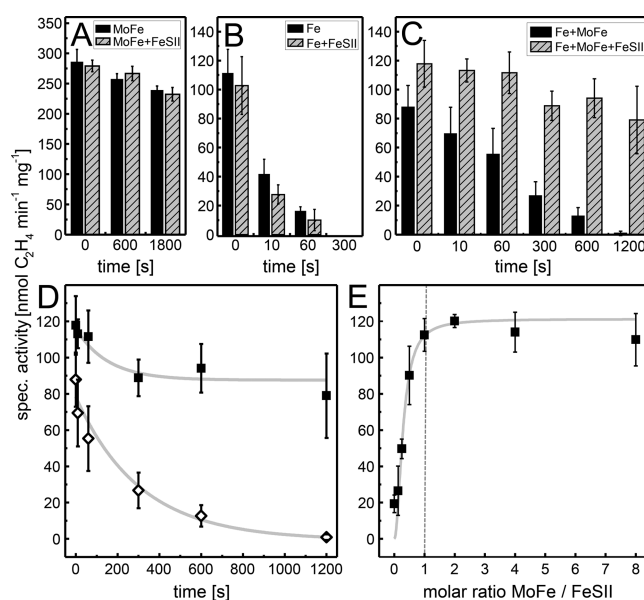 A
MoFe
MoFe+FeSII
350
300
250
200
150
100
50
0
0 600 1800
time [s]
B
Fe
Fe+FeSII
140
120
100
80
60
40
20
0
0 10 60 300
time [s]
C
Fe+MoFe
Fe+MoFe+FeSII
140
120
100
80
60
40
20
0
0 10 60 300 600 1200
time [s]
spec. activity [nmol C₂H₄ min⁻¹ mg⁻¹]
D
140
120
100
80
60
40
20
0
0 200 400 600 800 1000 1200
time [s]
E
140
120
100
80
60
40
20
0
0 1 2 3 4 5 6 7 8
molar ratio MoFe / FeSII